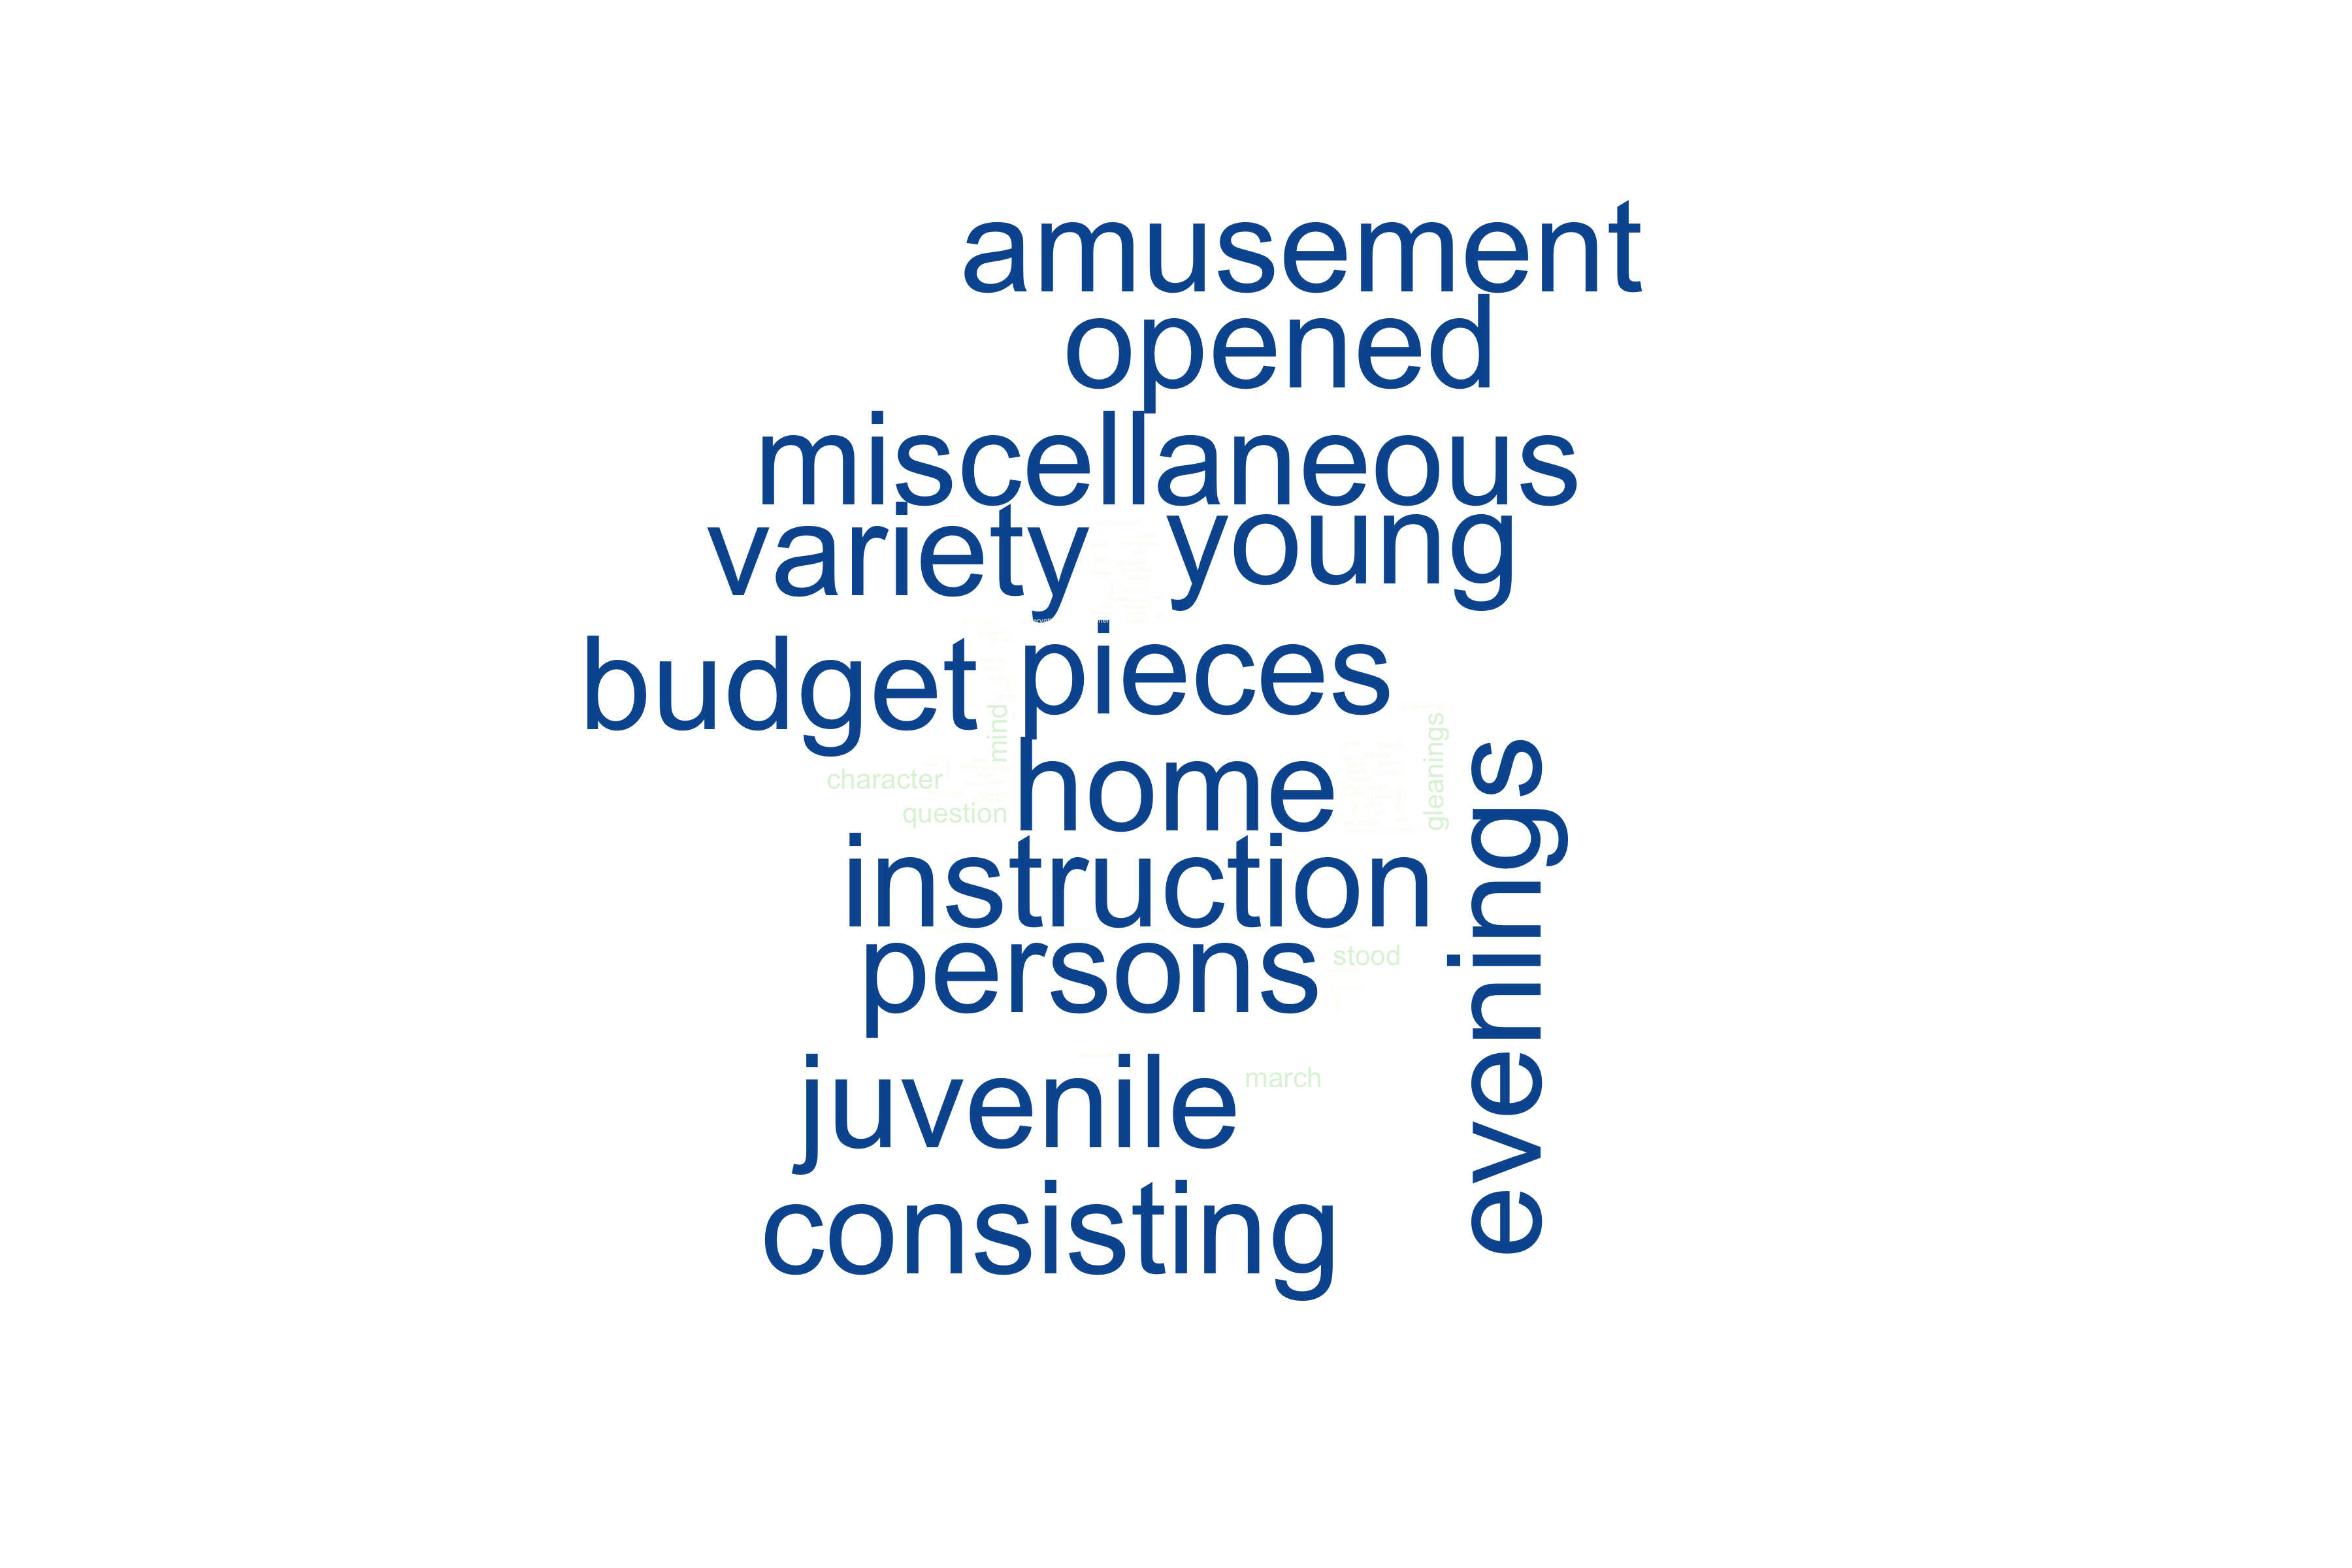 amusement
opened
miscellaneous
variety young
budget pieces
mind
gleanings
home
character
question
instruction
evenings
persons
stood
juvenile
march
consisting